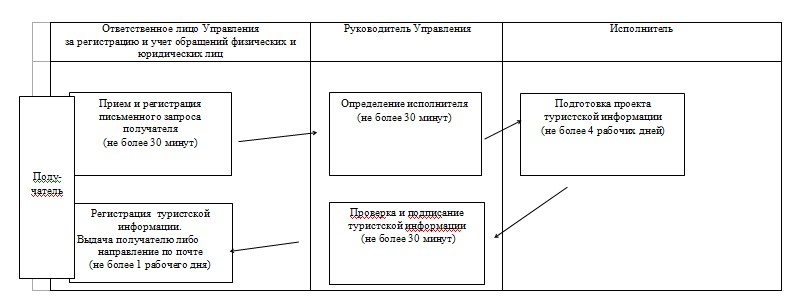 Ответственное лицо Управления
за регистрацию и учет обращений физических и
юридических лиц
Руководитель Управления
Исполнитель
Полу-
чатель
Прием и регистрация
письменного запроса
получателя
(не более 30 минут)
Определение исполнителя
(не более 30 минут)
Подготовка проекта
туристской информации
(не более 4 рабочих дней)
Регистрация туристской
информации.
Выдача получателю либо
направление по почте
(не более 1 рабочего дня)
Проверка и подписание
туристской информации
(не более 30 минут)